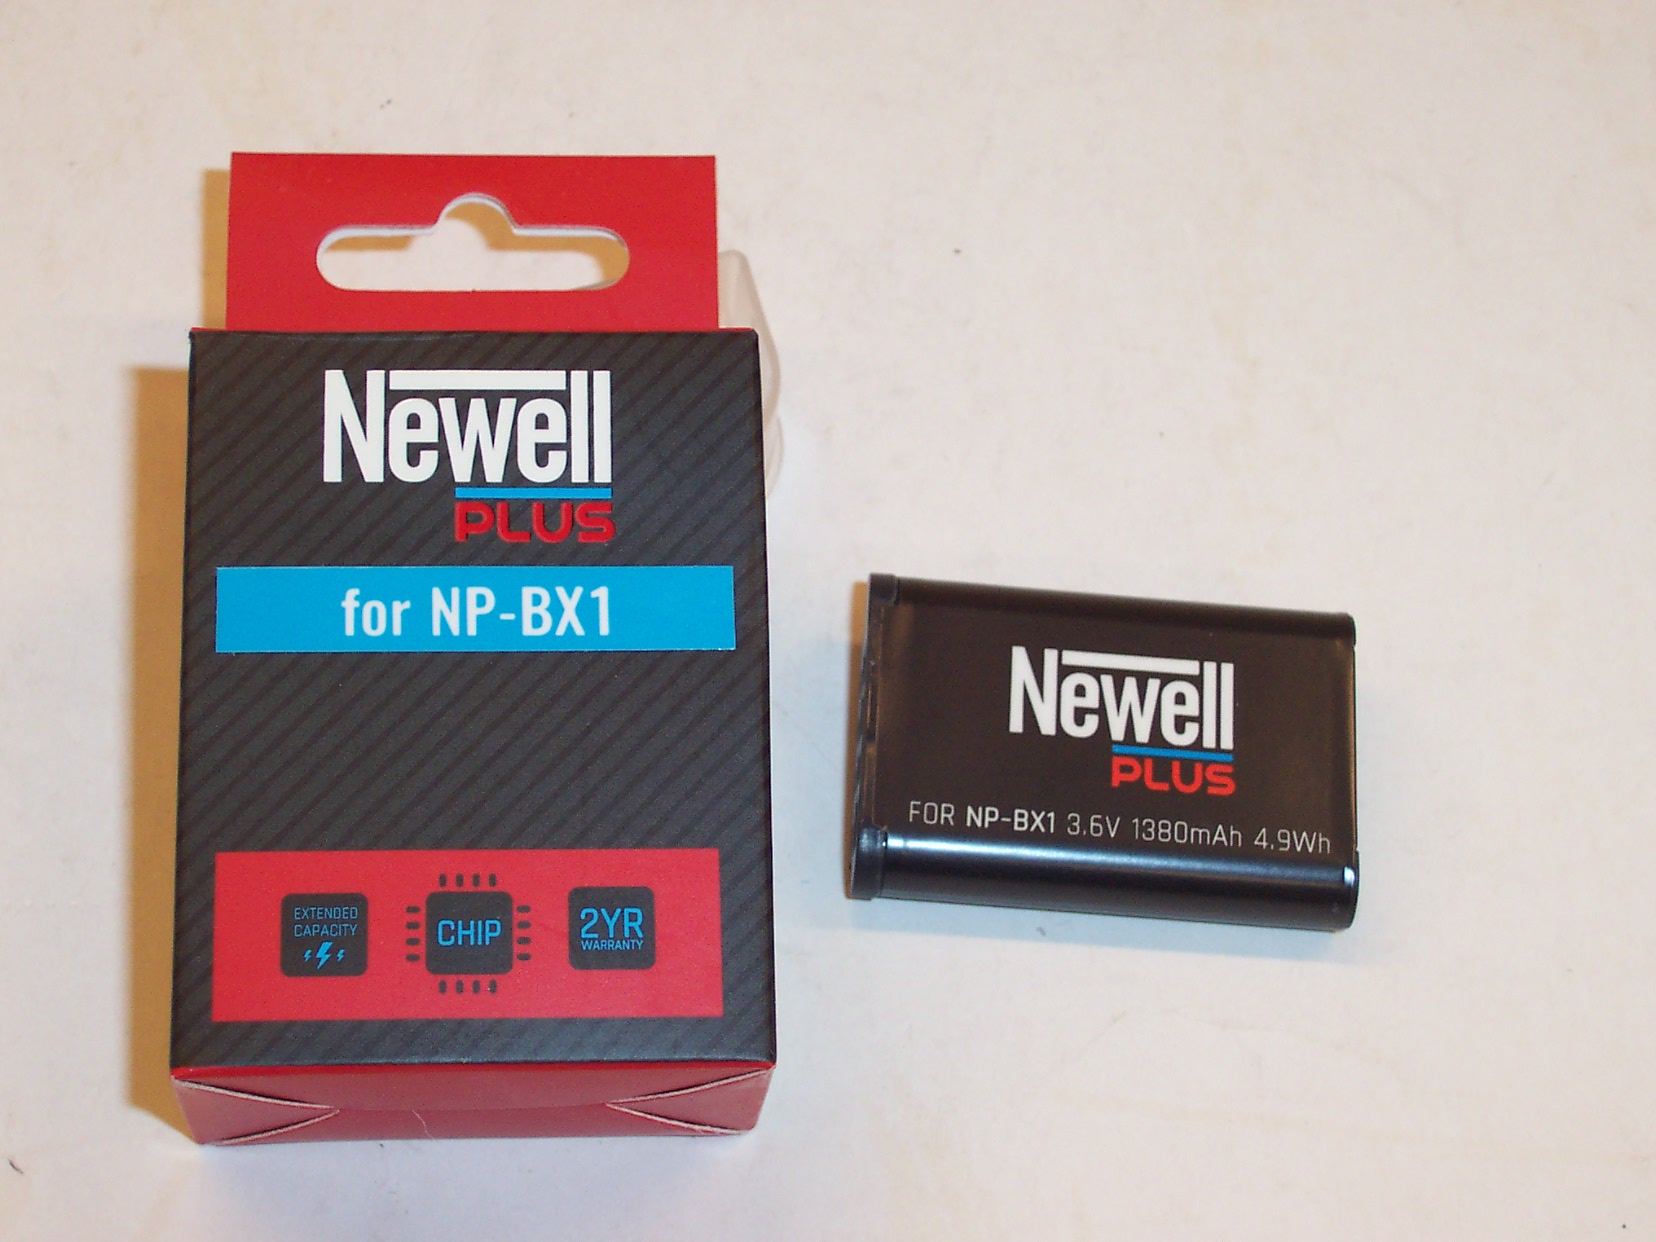 Newell
PLUS
for NP-BX1
EXTENDED
CAPACITY
CHIP
2YR
WARRANTY
Newell
PLUS
FOR NP-BX1 3.6V 1380mAh 4.9Wh